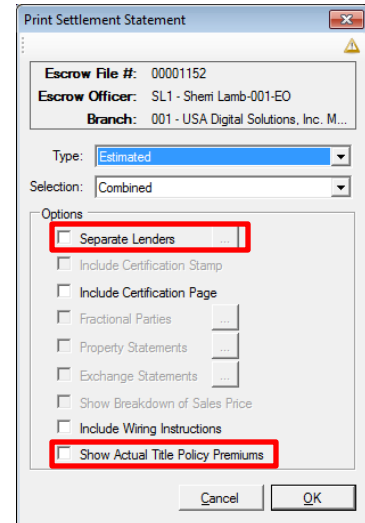 Print Settlement Statement
Escrow File #: 00001152
Escrow Officer: SL1 - Sherri Lamb-001-EO
Branch: 001 - USA Digital Solutions, Inc. M...
Type: Estimated
Selection: Combined
Options
Separate Lenders ...
Include Certification Stamp
Include Certification Page
Fractional Parties ...
Property Statements ...
Exchange Statements ...
Show Breakdown of Sales Price
Include Wiring Instructions
Show Actual Title Policy Premiums
Cancel OK